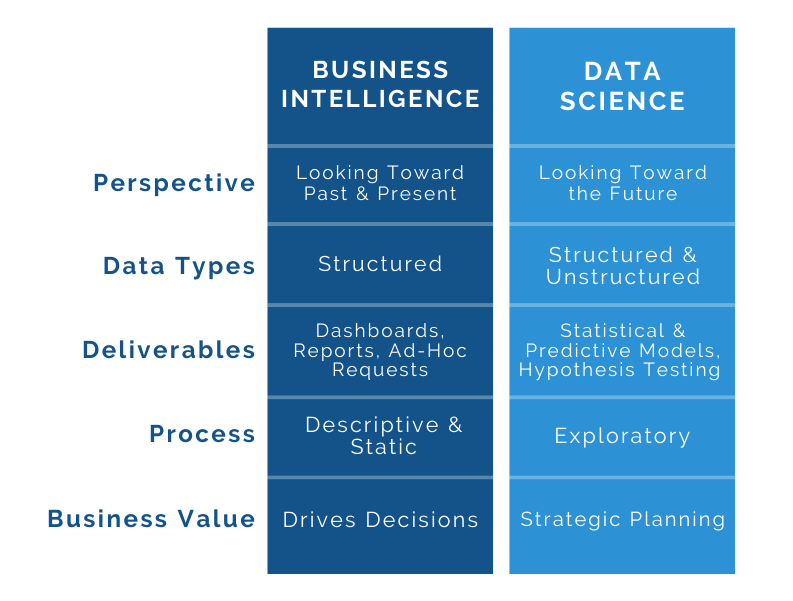 BUSINESS
INTELLIGENCE
DATA
SCIENCE
Perspective
Looking Toward
Past & Present
Looking Toward
the Future
Data Types
Structured
Structured &
Unstructured
Deliverables
Dashboards,
Reports, Ad-Hoc
Requests
Statistical &
Predictive Models,
Hypothesis Testing
Process
Descriptive &
Static
Exploratory
Business Value
Drives Decisions
Strategic Planning